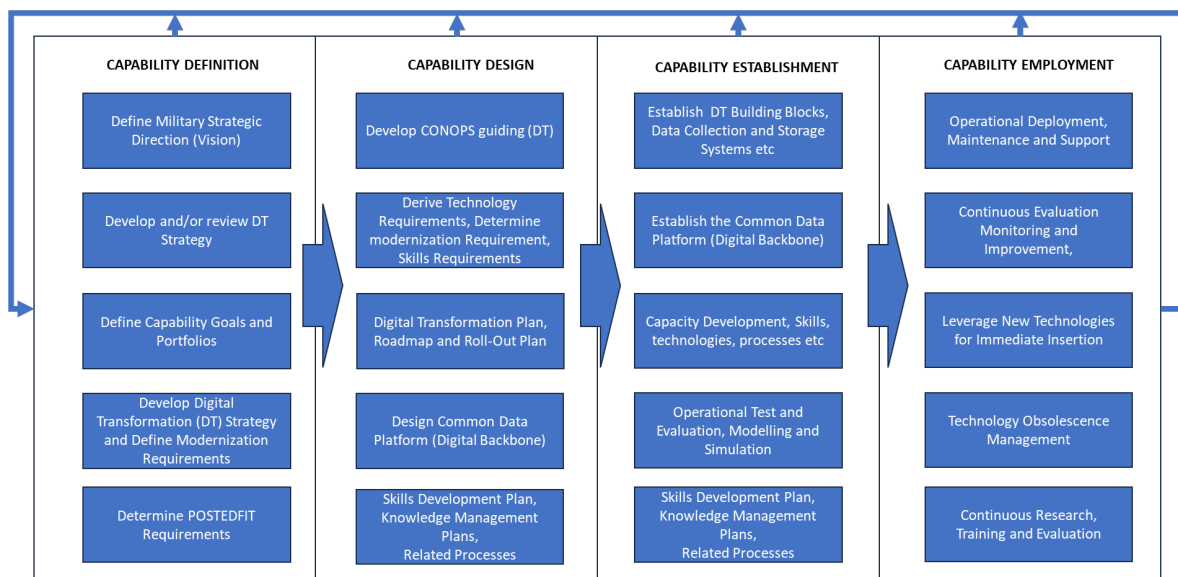 CAPABILITY DEFINITION
Define Military Strategic
Direction (Vision)
Develop and/or review DT
Strategy
Define Capability Goals and
Portfolios
Develop Digital
Transformation (DT) Strategy
and Define Modernization
Requirements
Determine POSTEDFIT
Requirements
CAPABILITY DESIGN
Develop CONOPS guiding (DT)
Derive Technology
Requirements, Determine
modernization Requirement,
Skills Requirements
Digital Transformation Plan,
Roadmap and Roll-Out Plan
Design Common Data
Platform (Digital Backbone)
Skills Development Plan,
Knowledge Management
Plans,
Related Processes
CAPABILITY ESTABLISHMENT
Establish DT Building Blocks,
Data Collection and Storage
Systems etc
Establish the Common Data
Platform (Digital Backbone)
Capacity Development, Skills,
technologies, processes etc
Operational Test and
Evaluation, Modelling and
Simulation
Skills Development Plan,
Knowledge Management
Plans,
Related Processes
CAPABILITY EMPLOYMENT
Operational Deployment,
Maintenance and Support
Continuous Evaluation
Monitoring and
Improvement,
Leverage New Technologies
for Immediate Insertion
Technology Obsolescence
Management
Continuous Research,
Training and Evaluation